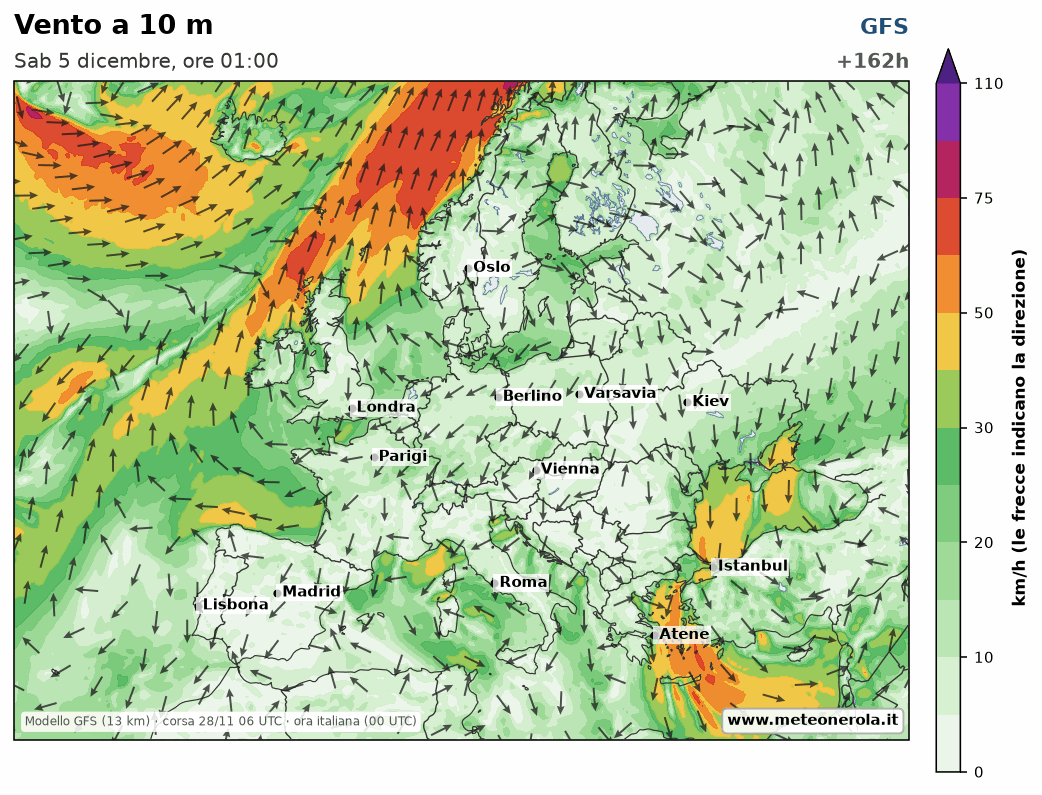 Vento a 10 m
GFS
Sab 5 dicembre, ore 01:00
+162h
110
75
50
30
20
10
0
km/h (le frecce indicano la direzione)
Oslo
Berlino
Varsavia
Kiev
Londra
Parigi
Vienna
Istanbul
Roma
Madrid
Lisbona
Atene
Modello GFS (13 km) · corsa 28/11 06 UTC · ora italiana (00 UTC)
www.meteonerola.it